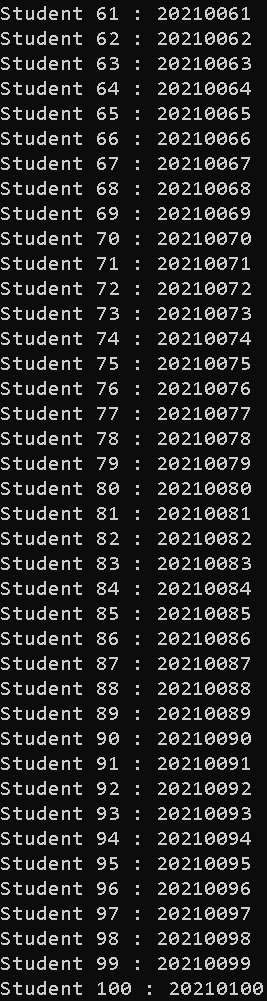 Student 61 : 20210061
Student 62 : 20210062
Student 63 : 20210063
Student 64 : 20210064
Student 65 : 20210065
Student 66 : 20210066
Student 67 : 20210067
Student 68 : 20210068
Student 69 : 20210069
Student 70 : 20210070
Student 71 : 20210071
Student 72 : 20210072
Student 73 : 20210073
Student 74 : 20210074
Student 75 : 20210075
Student 76 : 20210076
Student 77 : 20210077
Student 78 : 20210078
Student 79 : 20210079
Student 80 : 20210080
Student 81 : 20210081
Student 82 : 20210082
Student 83 : 20210083
Student 84 : 20210084
Student 85 : 20210085
Student 86 : 20210086
Student 87 : 20210087
Student 88 : 20210088
Student 89 : 20210089
Student 90 : 20210090
Student 91 : 20210091
Student 92 : 20210092
Student 93 : 20210093
Student 94 : 20210094
Student 95 : 20210095
Student 96 : 20210096
Student 97 : 20210097
Student 98 : 20210098
Student 99 : 20210099
Student 100 : 20210100